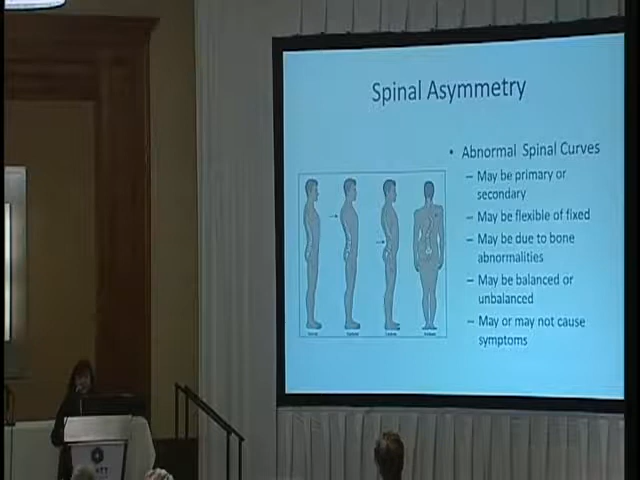 Spinal Asymmetry
• Abnormal Spinal Curves
– May be primary or
secondary
– May be flexible of fixed
– May be due to bone
abnormalities
– May be balanced or
unbalanced
– May or may not cause
symptoms